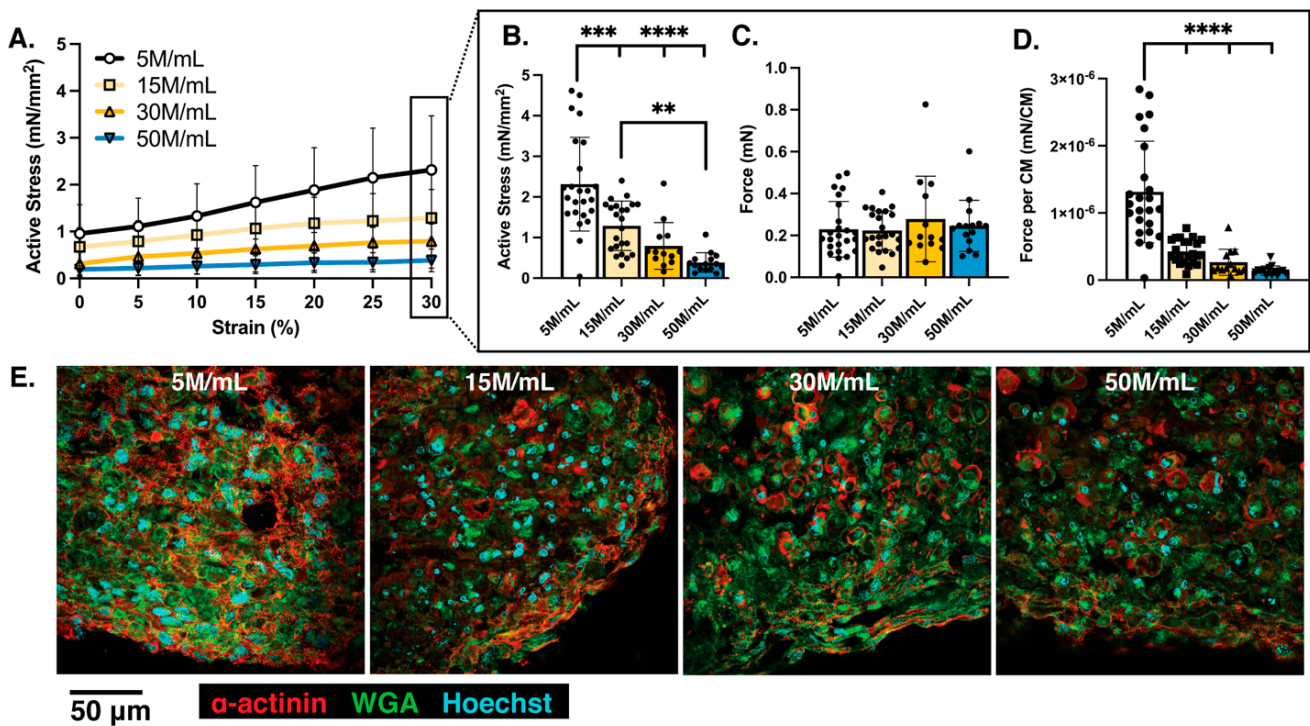 A.
5M/mL
15M/mL
30M/mL
50M/mL
Active Stress (mN/mm²)
5
4
3
2
1
0
0 5 10 15 20 25 30
Strain (%)
B.
*** ****
**
Active Stress (mN/mm²)
5
4
3
2
1
0
5M/mL 15M/mL 30M/mL 50M/mL
C.
Force (mN)
1.0
0.8
0.6
0.4
0.2
0.0
5M/mL 15M/mL 30M/mL 50M/mL
D.
****
Force per CM (mN/CM)
3×10⁻⁶
2×10⁻⁶
1×10⁻⁶
0
5M/mL 15M/mL 30M/mL 50M/mL
E.
5M/mL 15M/mL 30M/mL 50M/mL
50 µm
α-actinin WGA Hoechst